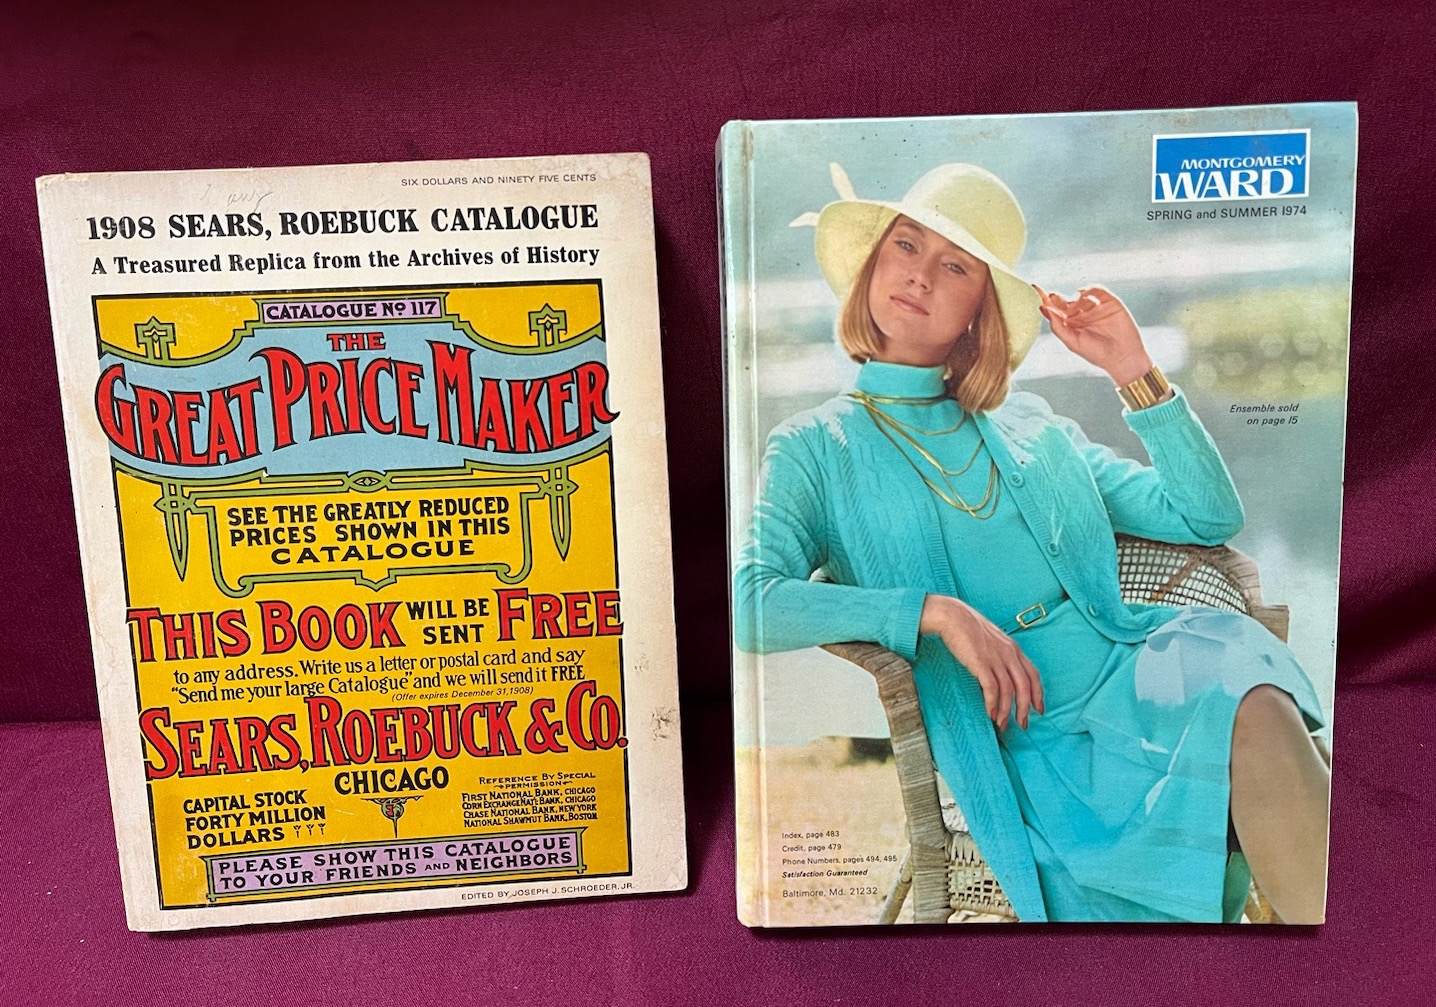 SIX DOLLARS AND NINETY FIVE CENTS
1908 SEARS, ROEBUCK CATALOGUE
A Treasured Replica from the Archives of History
CATALOGUE No 117
THE
GREAT PRICE MAKER
SEE THE GREATLY REDUCED
PRICES SHOWN IN THIS
CATALOGUE
THIS BOOK WILL BE SENT FREE
to any address. Write us a letter or postal card and say
"Send me your large Catalogue" and we will send it FREE
(Offer expires December 31, 1908)
SEARS, ROEBUCK & CO.
CHICAGO
CAPITAL STOCK
FORTY MILLION
DOLLARS
REFERENCE BY SPECIAL
PERMISSION
FIRST NATIONAL BANK, CHICAGO
CORN EXCHANGE NAT'L BANK, CHICAGO
CHASE NATIONAL BANK, NEW YORK
NATIONAL SHAWMUT BANK, BOSTON
PLEASE SHOW THIS CATALOGUE
TO YOUR FRIENDS AND NEIGHBORS
EDITED BY JOSEPH J. SCHROEDER, JR.
MONTGOMERY
WARD
SPRING and SUMMER 1974
Ensemble sold
on page 15
Index, page 483
Credit, page 479
Phone Numbers, pages 494, 495
Satisfaction Guaranteed
Baltimore, Md. 21232